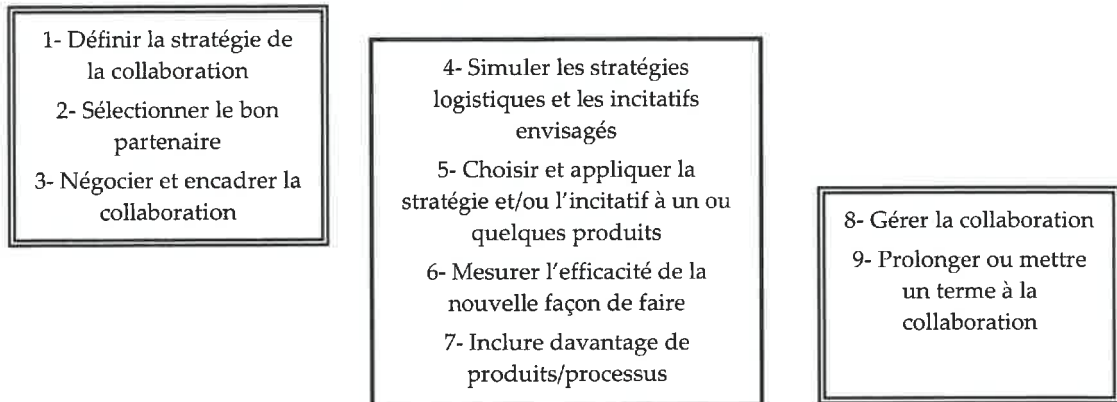 1- Définir la stratégie de
la collaboration
2- Sélectionner le bon
partenaire
3- Négocier et encadrer la
collaboration
4- Simuler les stratégies
logistiques et les incitatifs
envisagés
5- Choisir et appliquer la
stratégie et/ou l'incitatif à un ou
quelques produits
6- Mesurer l'efficacité de la
nouvelle façon de faire
7- Inclure davantage de
produits/processus
8- Gérer la collaboration
9- Prolonger ou mettre
un terme à la
collaboration